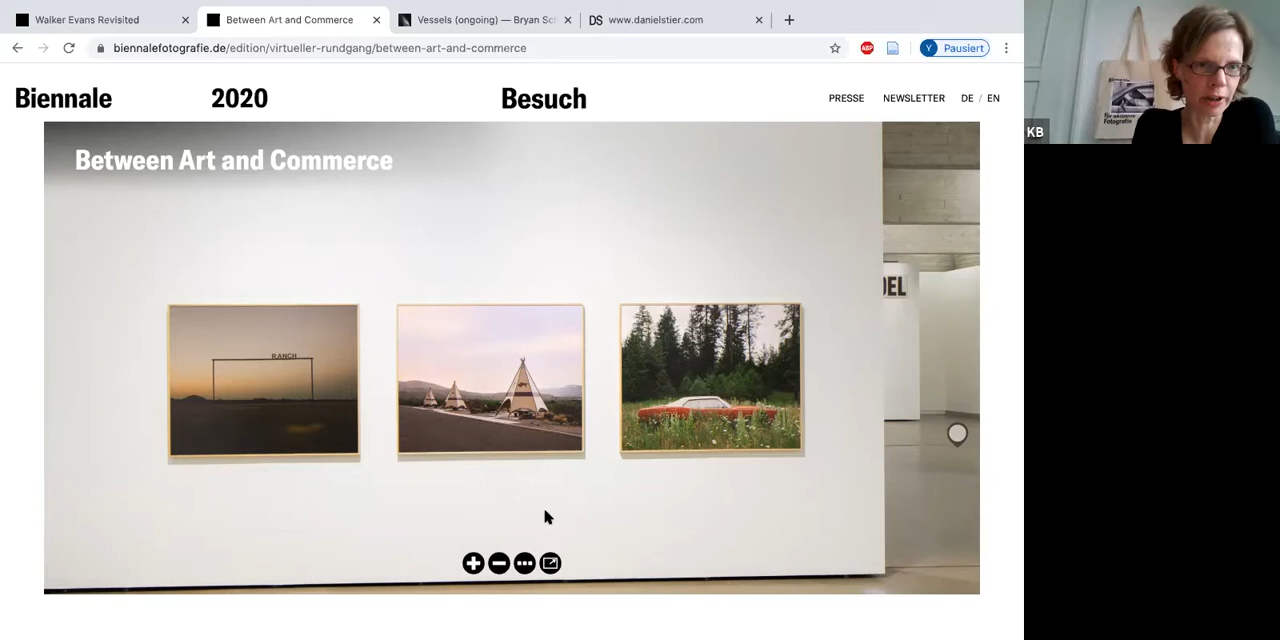 Walker Evans Revisited
Between Art and Commerce
Vessels (ongoing) — Bryan Sc
DS www.danielstier.com
biennalefotografie.de/edition/virtueller-rundgang/between-art-and-commerce
ABP
Y Pausiert
Biennale 2020 Besuch PRESSE NEWSLETTER DE / EN
Between Art and Commerce
RANCH
DEL
KB
Fotografie